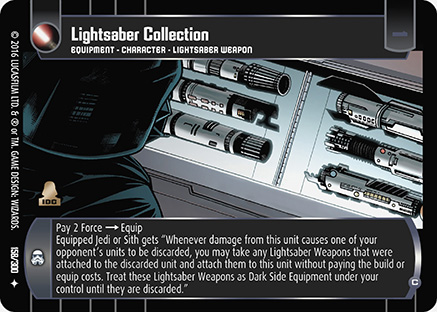 Lightsaber Collection
EQUIPMENT - CHARACTER - LIGHTSABER WEAPON
© 2016 LUCASFILM LTD. & ® or TM. GAME DESIGN: WIZARDS.
158/300
IDC
Pay 2 Force → Equip
Equipped Jedi or Sith gets "Whenever damage from this unit causes one of your
opponent's units to be discarded, you may take any Lightsaber Weapons that were
attached to the discarded unit and attach them to this unit without paying the build or
equip costs. Treat these Lightsaber Weapons as Dark Side Equipment under your
control until they are discarded."
C